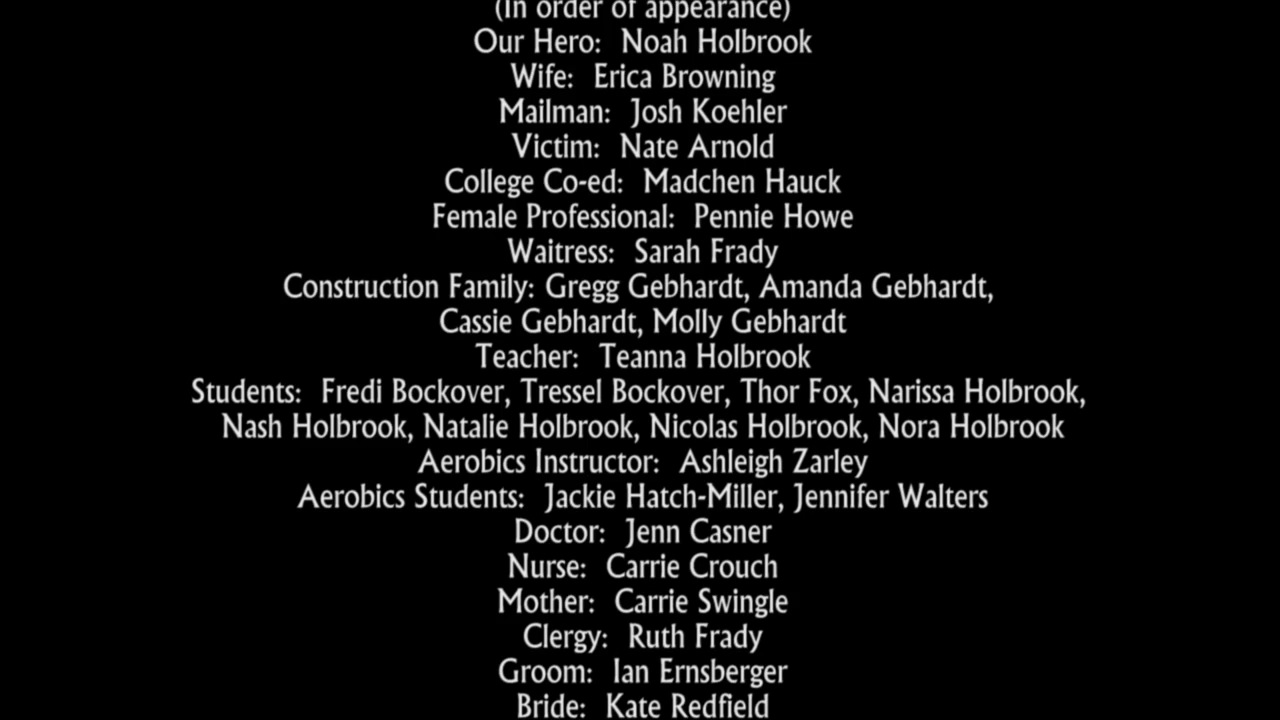 (In order of appearance)
Our Hero: Noah Holbrook
Wife: Erica Browning
Mailman: Josh Koehler
Victim: Nate Arnold
College Co-ed: Madchen Hauck
Female Professional: Pennie Howe
Waitress: Sarah Frady
Construction Family: Gregg Gebhardt, Amanda Gebhardt,
Cassie Gebhardt, Molly Gebhardt
Teacher: Teanna Holbrook
Students: Fredi Bockover, Tressel Bockover, Thor Fox, Narissa Holbrook,
Nash Holbrook, Natalie Holbrook, Nicolas Holbrook, Nora Holbrook
Aerobics Instructor: Ashleigh Zarley
Aerobics Students: Jackie Hatch-Miller, Jennifer Walters
Doctor: Jenn Casner
Nurse: Carrie Crouch
Mother: Carrie Swingle
Clergy: Ruth Frady
Groom: Ian Ernsberger
Bride: Kate Redfield